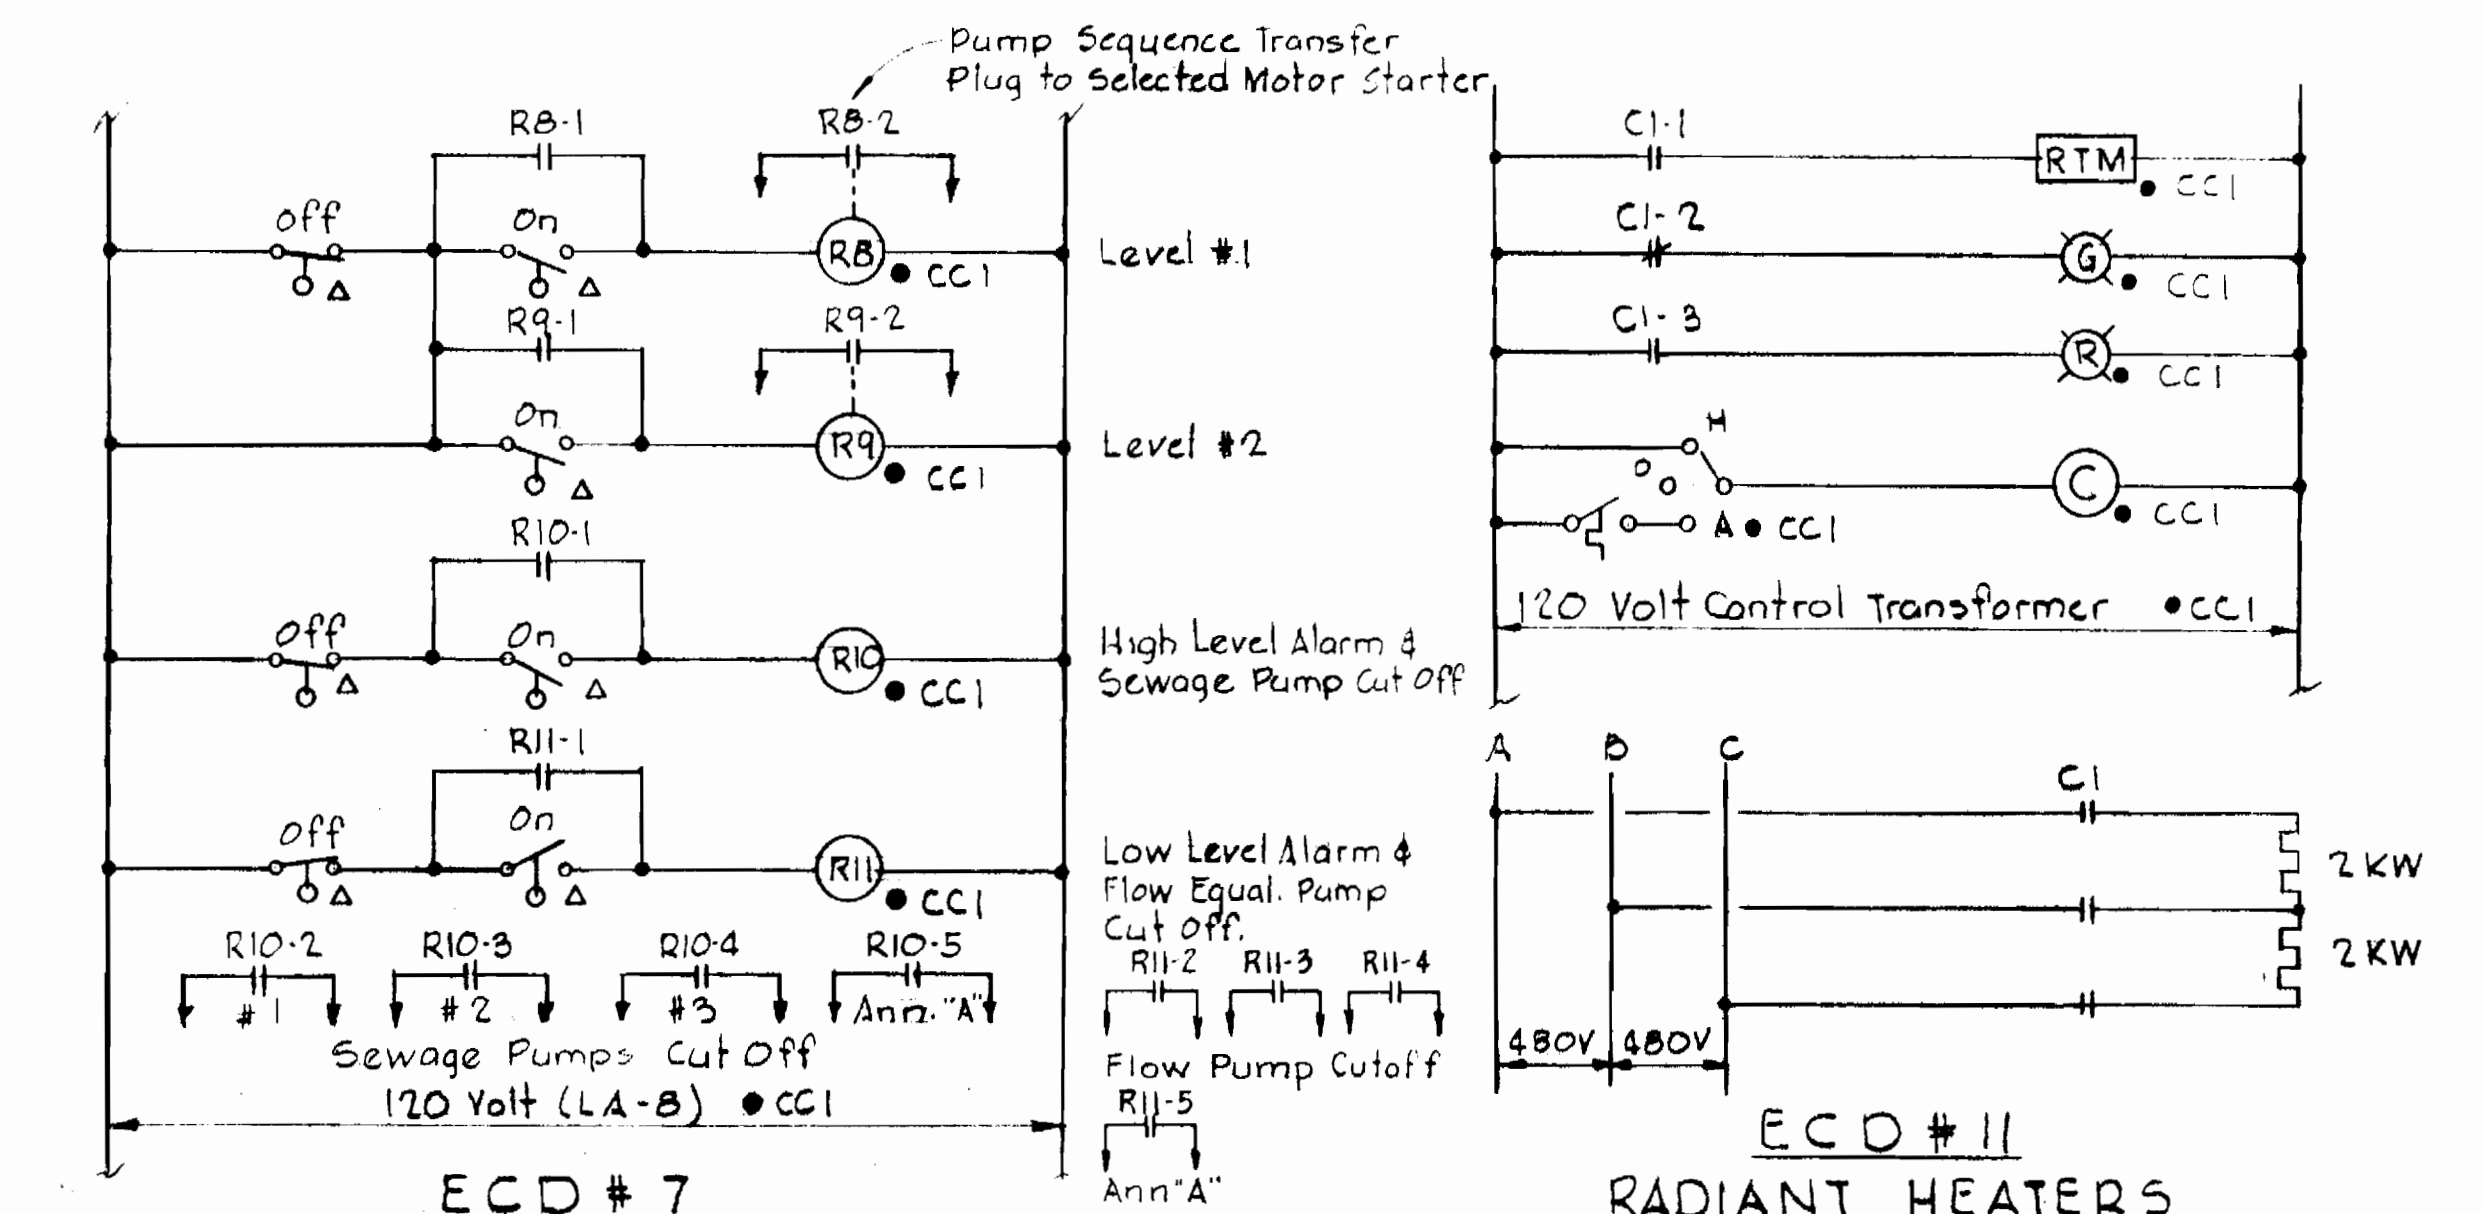 Pump Sequence Transfer
Plug to Selected Motor Starter
R8-1
R8-2
Off
On
R8
CC1
Level #1
R9-1
R9-2
On
R9
CC1
Level #2
R10-1
Off
On
R10
CC1
High Level Alarm &
Sewage Pump Cut Off
R11-1
Off
On
R11
CC1
Low Level Alarm &
Flow Equal. Pump
Cut Off.
R10-2
R10-3
R10-4
R10-5
#1
#2
#3
Ann. "A"
Sewage Pumps Cut Off
120 Volt (LA-8) CC1
R11-2 R11-3 R11-4
Flow Pump Cutoff
R11-5
Ann "A"
ECD # 7
C1-1
RTM
CC1
C1-2
G
CC1
C1-3
R
CC1
H
O
C
CC1
A CC1
120 Volt Control Transformer CC1
A B C
C1
2 KW
2 KW
480V 480V
ECD # 11
RADIANT HEATERS